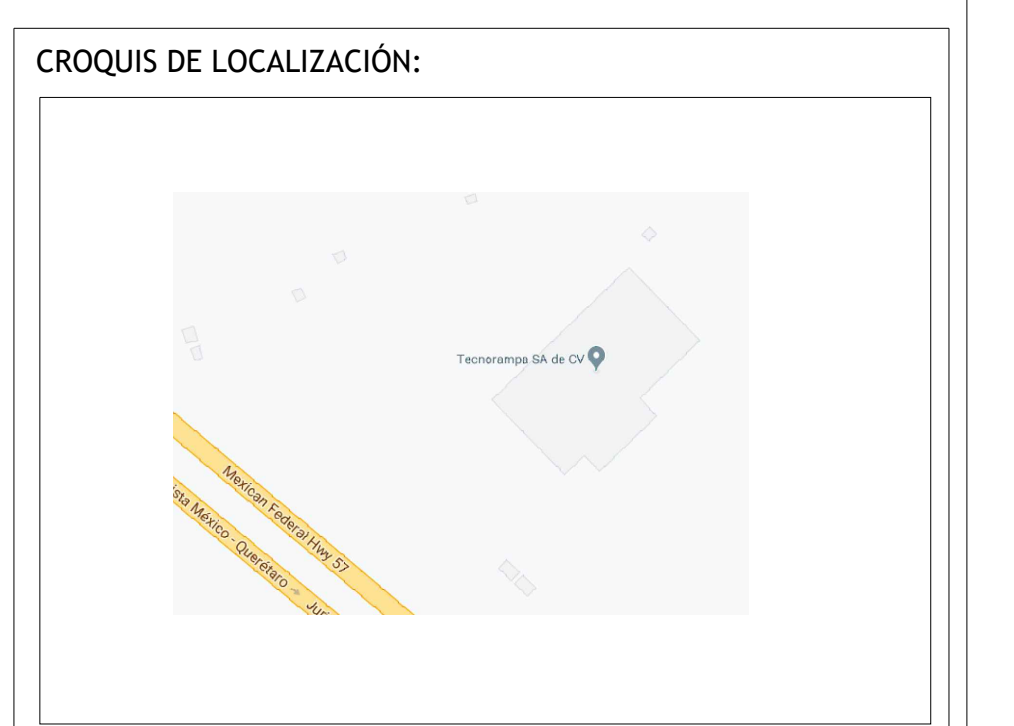 CROQUIS DE LOCALIZACIÓN:
Tecnorampa SA de CV
Mexican Federal Hwy 57
ista México - Querétaro